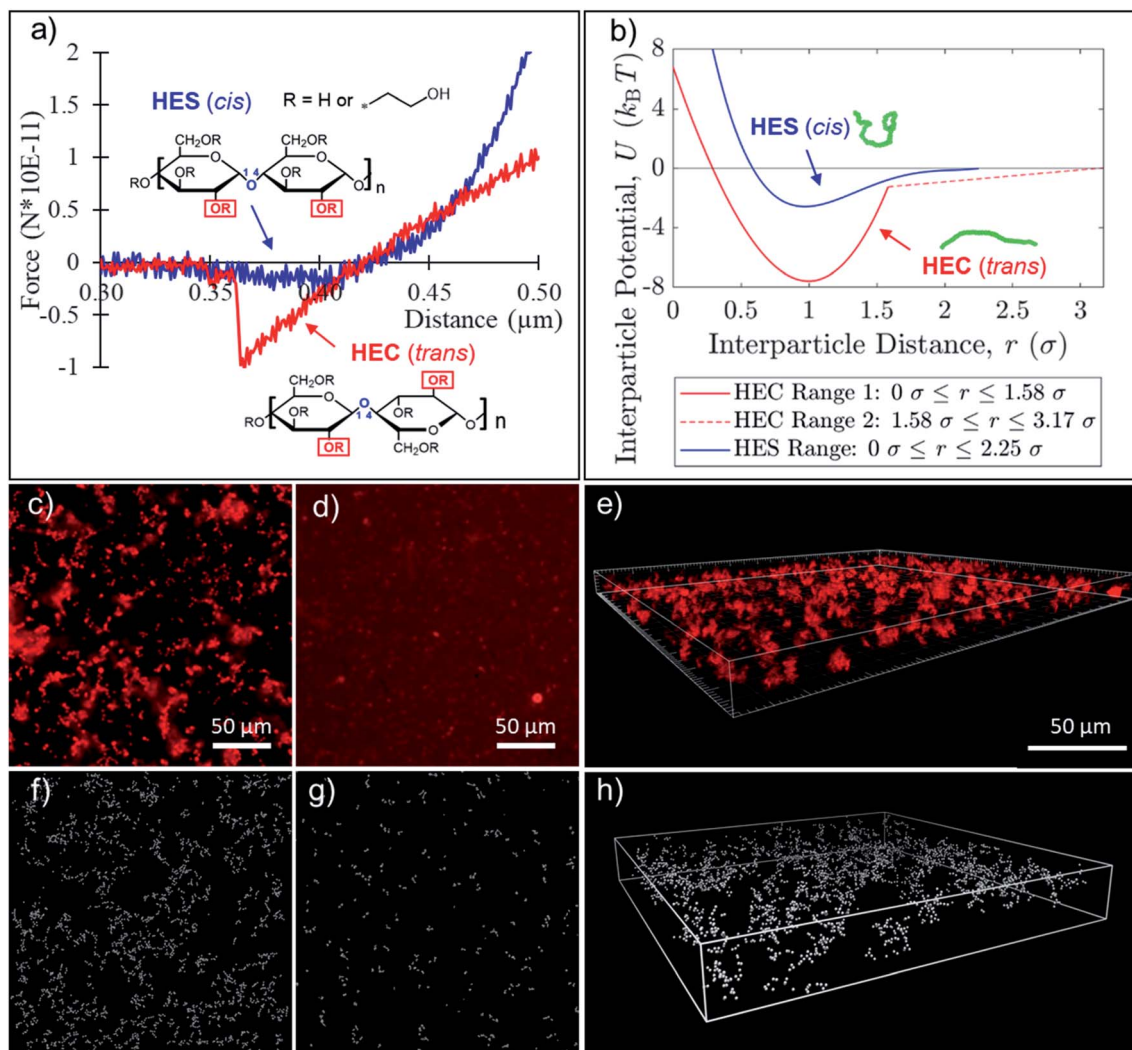 a)
2
1.5
1
0.5
0
-0.5
-1
0.30
0.35
0.40
0.45
0.50
Force (N*10E-11)
Distance (µm)
HES (cis)
R = H or
*
OH
CH₂OR
CH₂OR
O
O
RO
OR
1 4
O
OR
O
n
OR
OR
HEC (trans)
CH₂OR
OR
O
O
RO
OR
1 4
OR
O
n
OR
CH₂OR
b)
8
4
0
-4
-8
0
0.5
1
1.5
2
2.5
3
Interparticle Potential, U (k_B T)
Interparticle Distance, r (σ)
HES (cis)
HEC (trans)
HEC Range 1: 0 σ ≤ r ≤ 1.58 σ
HEC Range 2: 1.58 σ ≤ r ≤ 3.17 σ
HES Range: 0 σ ≤ r ≤ 2.25 σ
c)
50 µm
d)
50 µm
e)
50 µm
f)
g)
h)